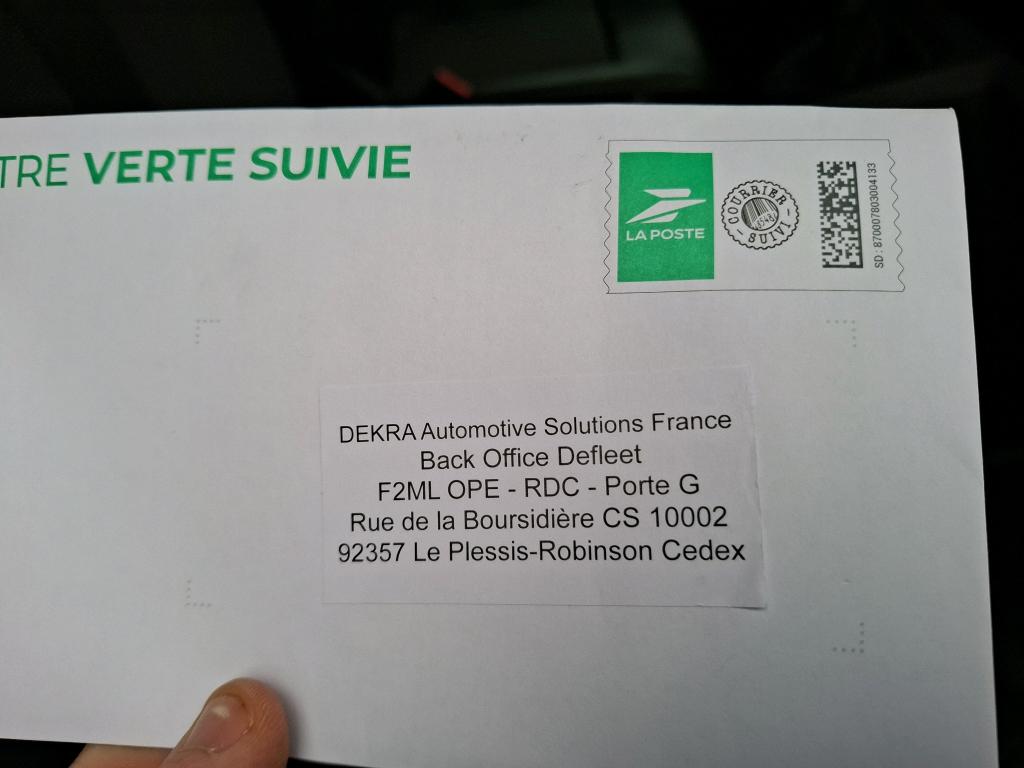 TRE VERTE SUIVIE
LA POSTE
COURRIER
SUIVI
SD : 870007803004133
DEKRA Automotive Solutions France
Back Office Defleet
F2ML OPE - RDC - Porte G
Rue de la Boursidière CS 10002
92357 Le Plessis-Robinson Cedex